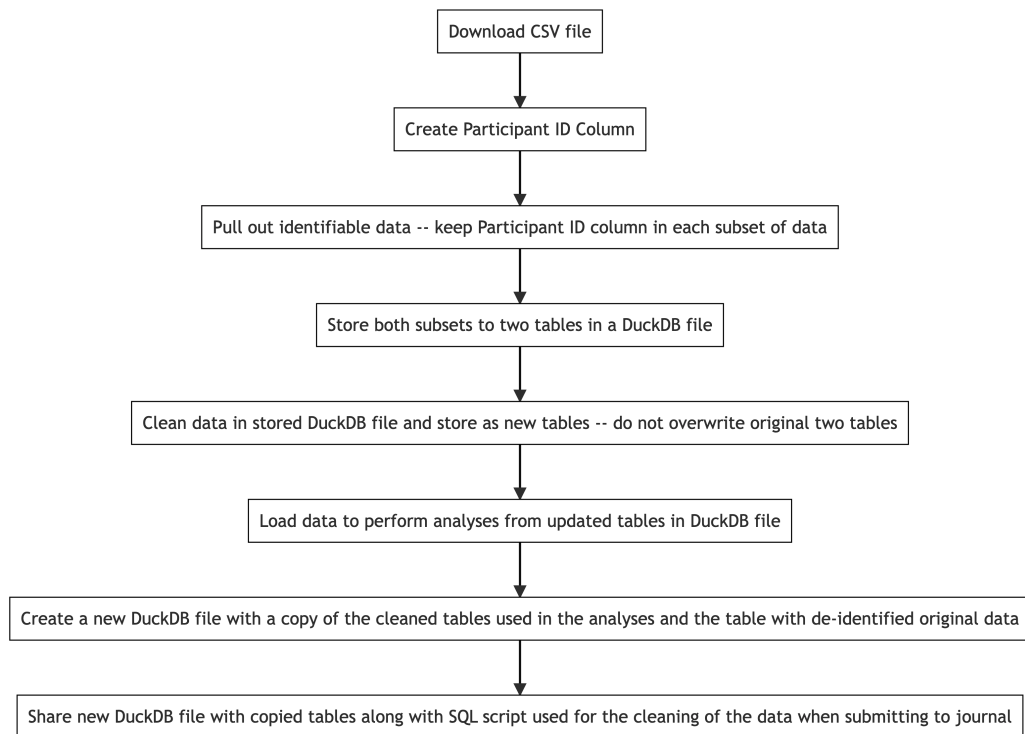 Download CSV file
Create Participant ID Column
Pull out identifiable data -- keep Participant ID column in each subset of data
Store both subsets to two tables in a DuckDB file
Clean data in stored DuckDB file and store as new tables -- do not overwrite original two tables
Load data to perform analyses from updated tables in DuckDB file
Create a new DuckDB file with a copy of the cleaned tables used in the analyses and the table with de-identified original data
Share new DuckDB file with copied tables along with SQL script used for the cleaning of the data when submitting to journal